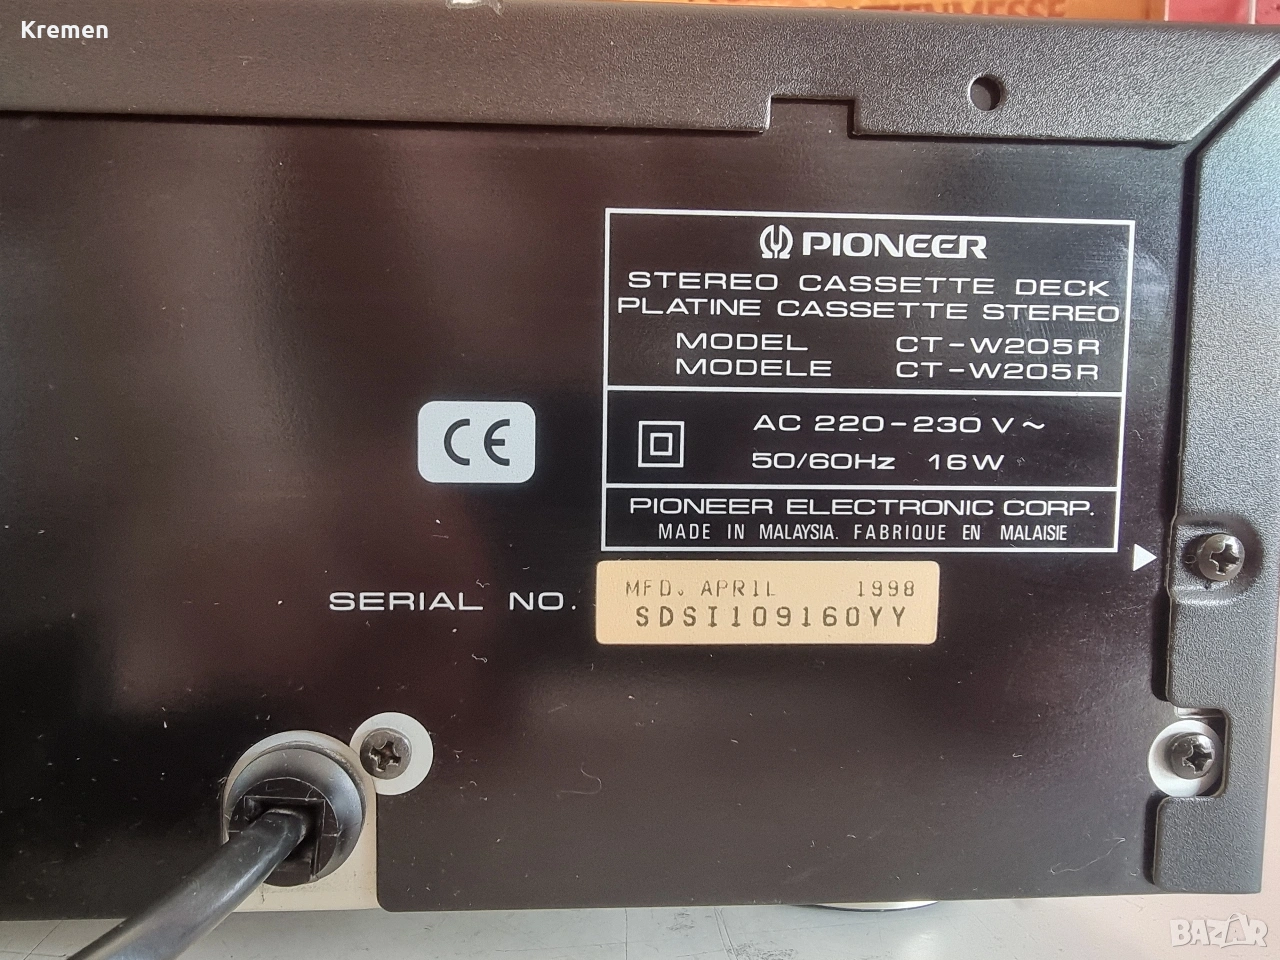 Kremen
PIONEER
STEREO CASSETTE DECK
PLATINE CASSETTE STEREO
MODEL CT-W205R
MODELE CT-W205R
AC 220-230 V ~
50/60Hz 16W
PIONEER ELECTRONIC CORP.
MADE IN MALAYSIA. FABRIQUE EN MALAISIE
CE
SERIAL NO.
MFD. APRIL 1998
SDSI109160YY
BAZAR